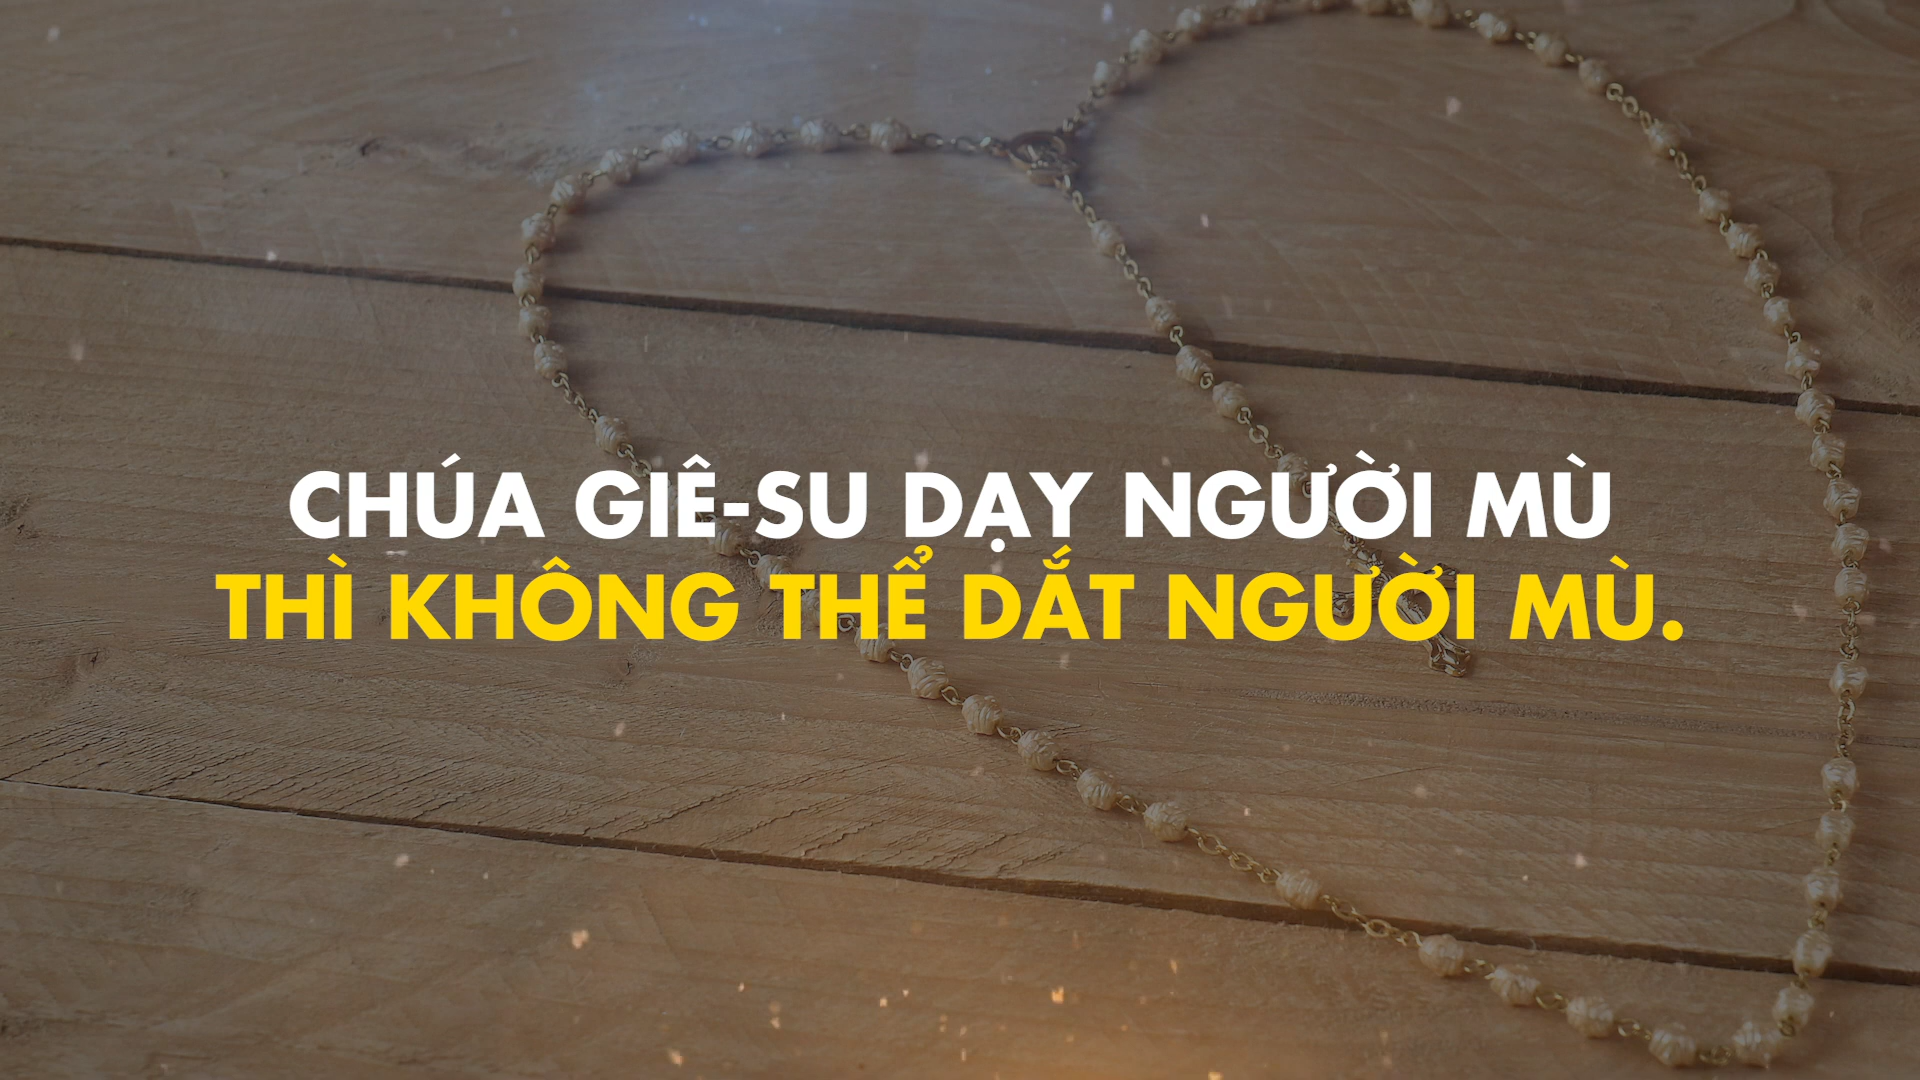 CHÚA GIÊ-SU DẠY NGƯỜI MÙ
THÌ KHÔNG THỂ DẮT NGƯỜI MÙ.